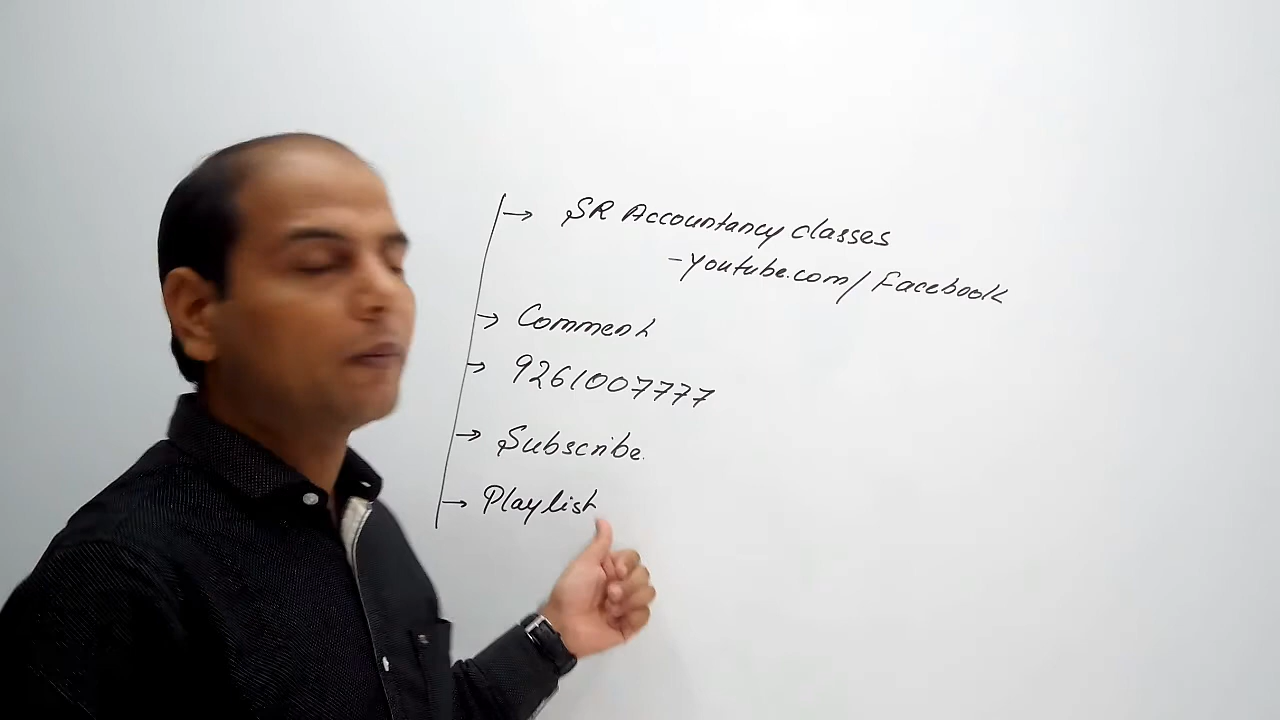 → SR Accountancy classes
-youtube.com/Facebook
→ Comment
→ 9261007777
→ Subscribe.
→ Playlist